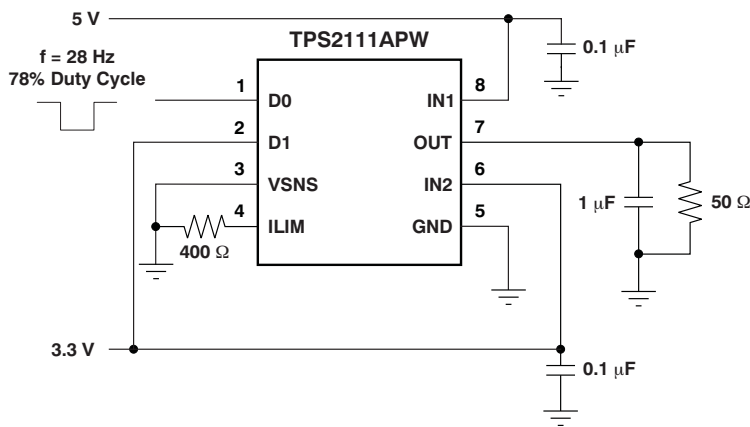 5 V
TPS2111APW
0.1 μF
f = 28 Hz
78% Duty Cycle
1 D0 IN1 8
2 D1 OUT 7
3 VSNS IN2 6
4 ILIM GND 5
400 Ω
1 μF
50 Ω
3.3 V
0.1 μF